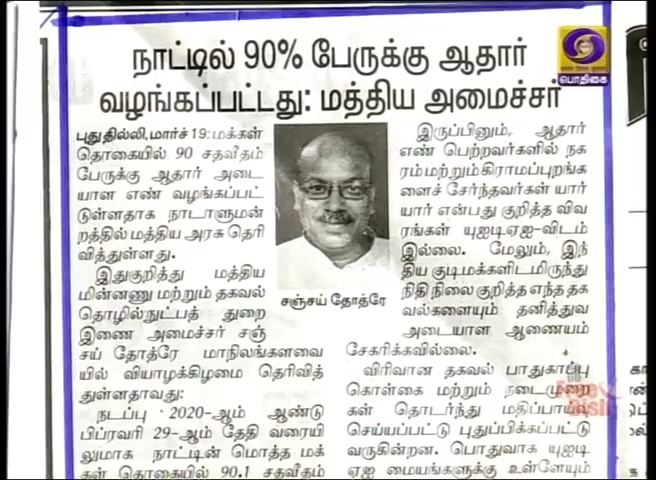 நாட்டில் 90% பேருக்கு ஆதார்
வழங்கப்பட்டது: மத்திய அமைச்சர்
பொதிகை
புதுதில்லி, மார்ச் 19: மக்கள்
தொகையில் 90 சதவீதம்
பேருக்கு ஆதார் அடை
யாள எண் வழங்கப்பட்
டுள்ளதாக நாடாளுமன்
றத்தில் மத்திய அரசு தெரி
வித்துள்ளது.
இதுகுறித்து மத்திய
மின்னணு மற்றும் தகவல்
தொழில்நுட்பத் துறை
இணை அமைச்சர் சஞ்
சய் தோத்ரே மாநிலங்களவை
யில் வியாழக்கிழமை தெரிவித்
துள்ளதாவது:
நடப்பு 2020-ஆம் ஆண்டு
பிப்ரவரி 29-ஆம் தேதி வரையி
லுமாக நாட்டின் மொத்த மக்
கள் தொகையில் 90.1 சதவீதம்
சஞ்சய் தோத்ரே
இருப்பினும், ஆதார்
எண் பெற்றவர்களில் நக
ரம் மற்றும் கிராமப்புறங்க
ளைச் சேர்ந்தவர்கள் யார்
யார் என்பது குறித்த விவ
ரங்கள் யுஐடிஏஐ-விடம்
இல்லை. மேலும், இந்
திய குடிமக்களிடமிருந்து
நிதி நிலை குறித்த எந்த தக
வல்களையும் தனித்துவ
அடையாள ஆணையம்
சேகரிக்கவில்லை.
விரிவான தகவல் பாதுகாப்பு
கொள்கை மற்றும் நடைமுறை
கள் தொடர்ந்து மதிப்பாய்வு
செய்யப்பட்டு புதுப்பிக்கப்பட்டு
வருகின்றன. பொதுவாக யுஐடி
ஏஐ மையங்களுக்கு உள்ளேயும்